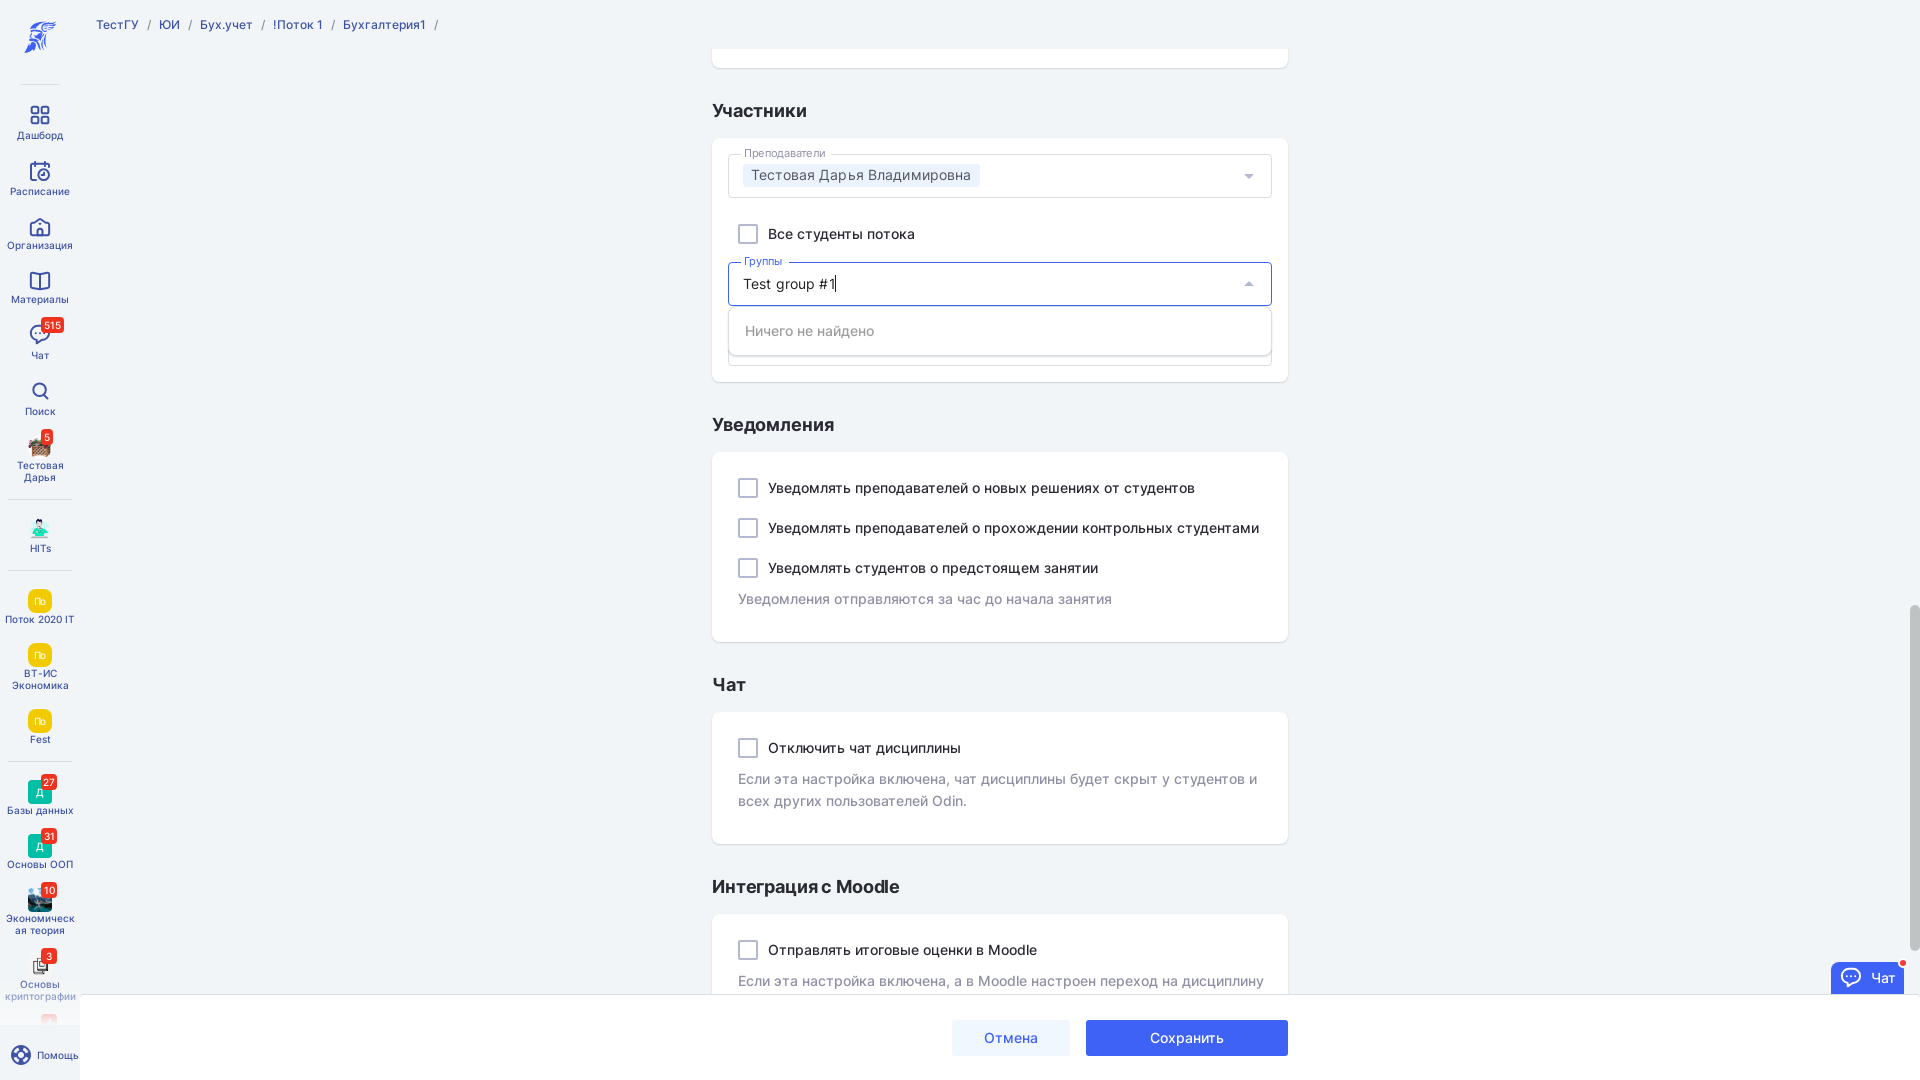 ТестГУ / ЮИ / Бух.учет / !Поток 1 / Бухгалтерия1 /
Дашборд
Расписание
Организация
Материалы
515
Чат
Поиск
5
Тестовая
Дарья
HITs
По
Поток 2020 IT
По
ВТ-ИС
Экономика
По
Fest
27
Д
Базы данных
31
Д
Основы ООП
10
Экономическ
ая теория
3
Основы
криптографии
Помощь
Участники
Преподаватели
Тестовая Дарья Владимировна
Все студенты потока
Группы
Test group #1
Ничего не найдено
Уведомления
Уведомлять преподавателей о новых решениях от студентов
Уведомлять преподавателей о прохождении контрольных студентами
Уведомлять студентов о предстоящем занятии
Уведомления отправляются за час до начала занятия
Чат
Отключить чат дисциплины
Если эта настройка включена, чат дисциплины будет скрыт у студентов и
всех других пользователей Odin.
Интеграция с Moodle
Отправлять итоговые оценки в Moodle
Если эта настройка включена, а в Moodle настроен переход на дисциплину
Чат
Отмена
Сохранить